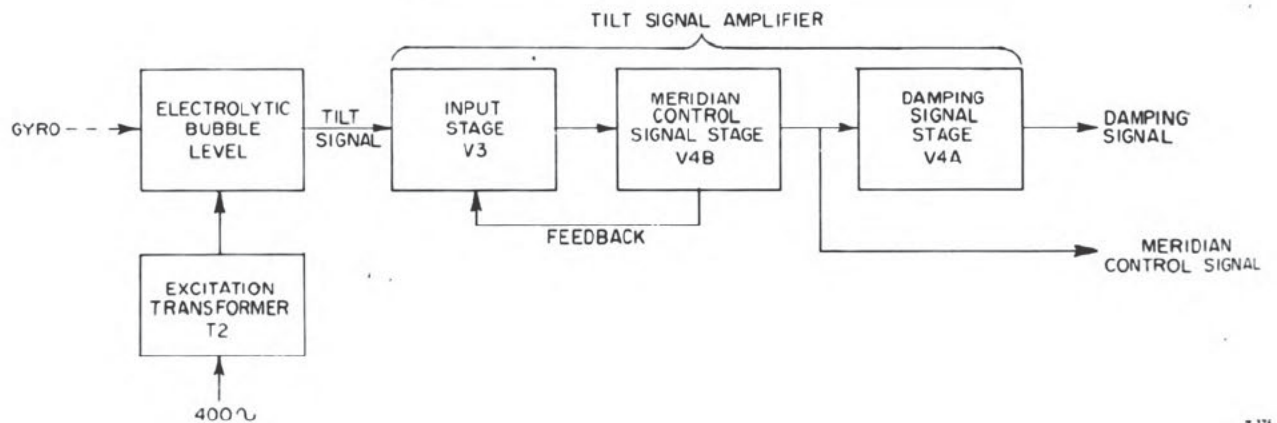 TILT SIGNAL AMPLIFIER
GYRO
ELECTROLYTIC
BUBBLE
LEVEL
TILT
SIGNAL
INPUT
STAGE
V3
MERIDIAN
CONTROL
SIGNAL STAGE
V4B
DAMPING
SIGNAL
STAGE
V4A
DAMPING
SIGNAL
FEEDBACK
MERIDIAN
CONTROL SIGNAL
EXCITATION
TRANSFORMER
T2
400∿